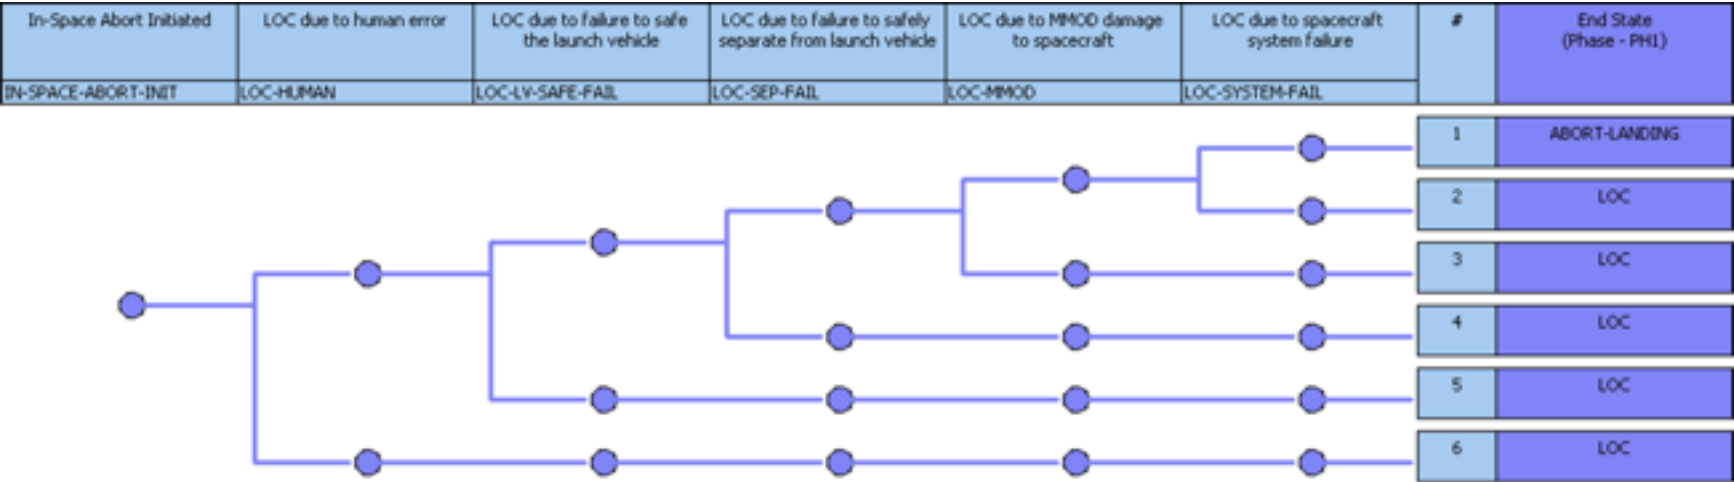 In-Space Abort Initiated
LOC due to human error
LOC due to failure to safe
the launch vehicle
LOC due to failure to safely
separate from launch vehicle
LOC due to MMOD damage
to spacecraft
LOC due to spacecraft
system failure
#
End State
(Phase - PH1)
IN-SPACE-ABORT-INIT
LOC-HUMAN
LOC-LV-SAFE-FAIL
LOC-SEP-FAIL
LOC-MMOD
LOC-SYSTEM-FAIL
1
ABORT-LANDING
2
LOC
3
LOC
4
LOC
5
LOC
6
LOC